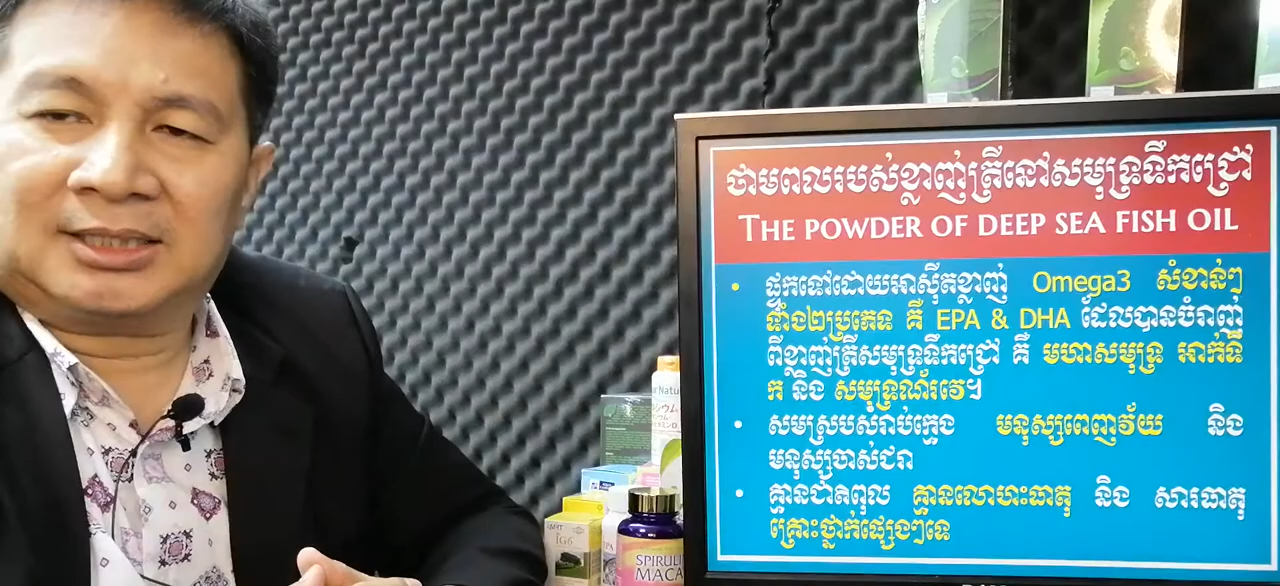 ថាមពលរបស់ខ្លាញ់ត្រីនៅសមុទ្រទឹកជ្រៅ
THE POWDER OF DEEP SEA FISH OIL
• ផ្ទុកទៅដោយអាស៊ីតខ្លាញ់ Omega3 សំខាន់ៗ
ទាំង២ប្រភេទ គឺ EPA & DHA ដែលបានចំរាញ់
ពីខ្លាញ់ត្រីសមុទ្រទឹកជ្រៅ គឺ មហាសមុទ្រ អាក់ទិ
ក និង សមុទ្រណ័រវេ។
• សមស្របសំរាប់ក្មេង មនុស្សពេញវ័យ និង
មនុស្សចាស់ជរា
• គ្មានជាតិពុល គ្មានលោហះធាតុ និង សារធាតុ
គ្រោះថ្នាក់ផ្សេងៗទេ
IG6
SPIRUL
MACA